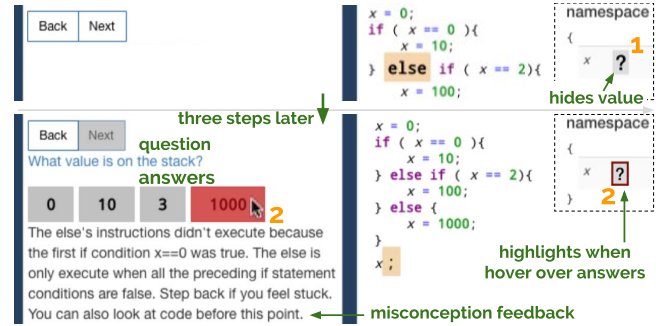 Back Next
x = 0;
if ( x == 0 ){
x = 10;
} else if ( x == 2){
x = 100;
namespace
{
x ?
1
hides value
three steps later
Back Next
question
What value is on the stack?
answers
0 10 3 1000
2
The else's instructions didn't execute because
the first if condition x==0 was true. The else is
only execute when all the preceding if statement
conditions are false. Step back if you feel stuck.
You can also look at code before this point.
misconception feedback
x = 0;
if ( x == 0 ){
x = 10;
} else if ( x == 2){
x = 100;
} else {
x = 1000;
}
x ;
namespace
{
x ?
}
2
highlights when
hover over answers